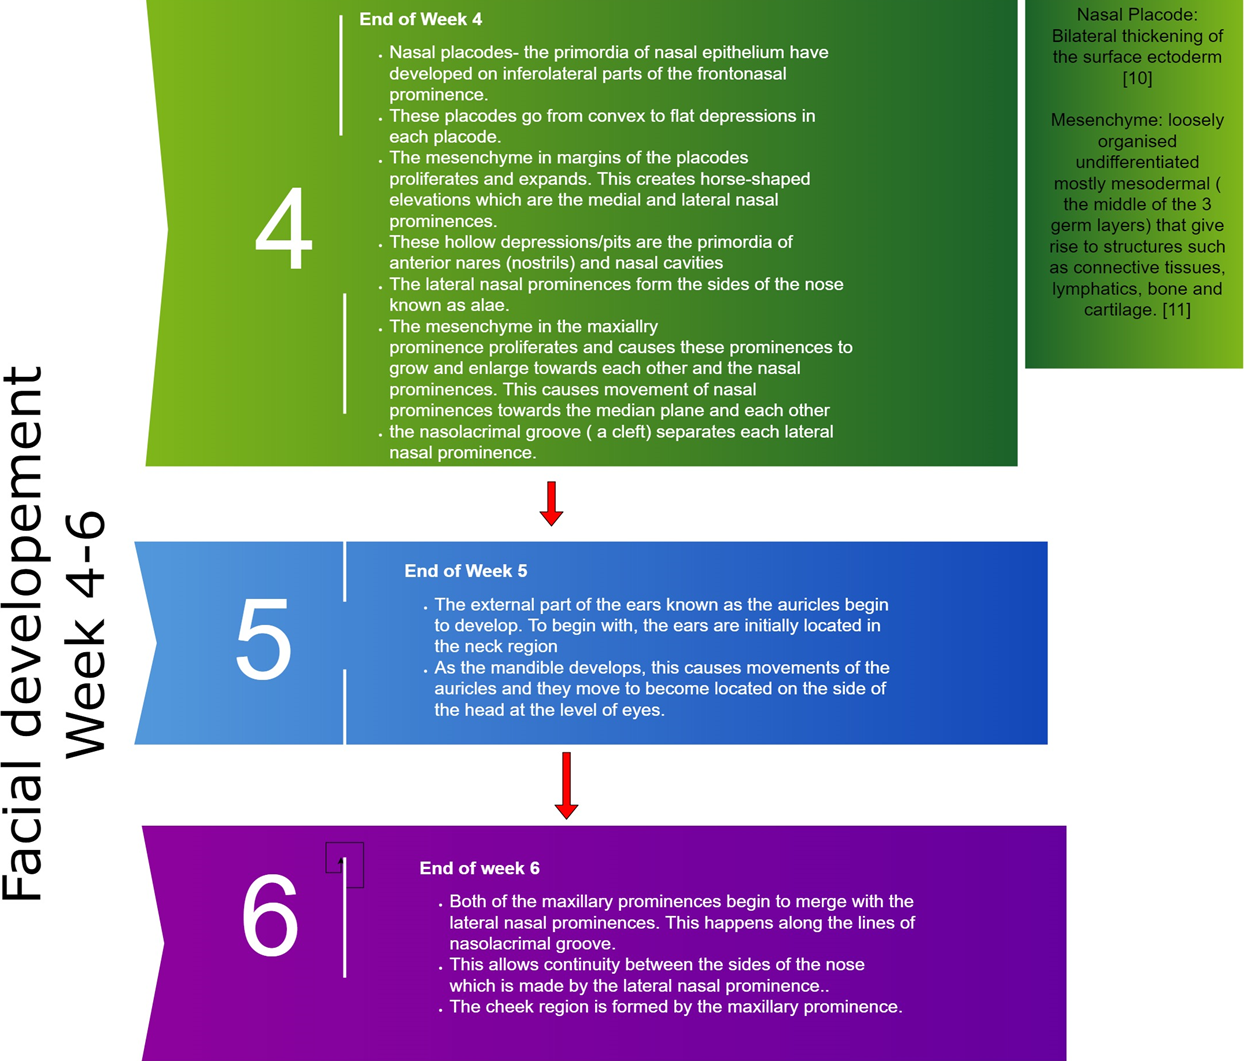 Facial developement
Week 4-6
4
End of Week 4
• Nasal placodes- the primordia of nasal epithelium have
developed on inferolateral parts of the frontonasal
prominence.
• These placodes go from convex to flat depressions in
each placode.
• The mesenchyme in margins of the placodes
proliferates and expands. This creates horse-shaped
elevations which are the medial and lateral nasal
prominences.
• These hollow depressions/pits are the primordia of
anterior nares (nostrils) and nasal cavities
• The lateral nasal prominences form the sides of the nose
known as alae.
• The mesenchyme in the maxiallry
prominence proliferates and causes these prominences to
grow and enlarge towards each other and the nasal
prominences. This causes movement of nasal
prominences towards the median plane and each other
• the nasolacrimal groove ( a cleft) separates each lateral
nasal prominence.
Nasal Placode:
Bilateral thickening of
the surface ectoderm
[10]
Mesenchyme: loosely
organised
undifferentiated
mostly mesodermal (
the middle of the 3
germ layers) that give
rise to structures such
as connective tissues,
lymphatics, bone and
cartilage. [11]
5
End of Week 5
• The external part of the ears known as the auricles begin
to develop. To begin with, the ears are initially located in
the neck region
• As the mandible develops, this causes movements of the
auricles and they move to become located on the side of
the head at the level of eyes.
6
End of week 6
• Both of the maxillary prominences begin to merge with the
lateral nasal prominences. This happens along the lines of
nasolacrimal groove.
• This allows continuity between the sides of the nose
which is made by the lateral nasal prominence..
• The cheek region is formed by the maxillary prominence.